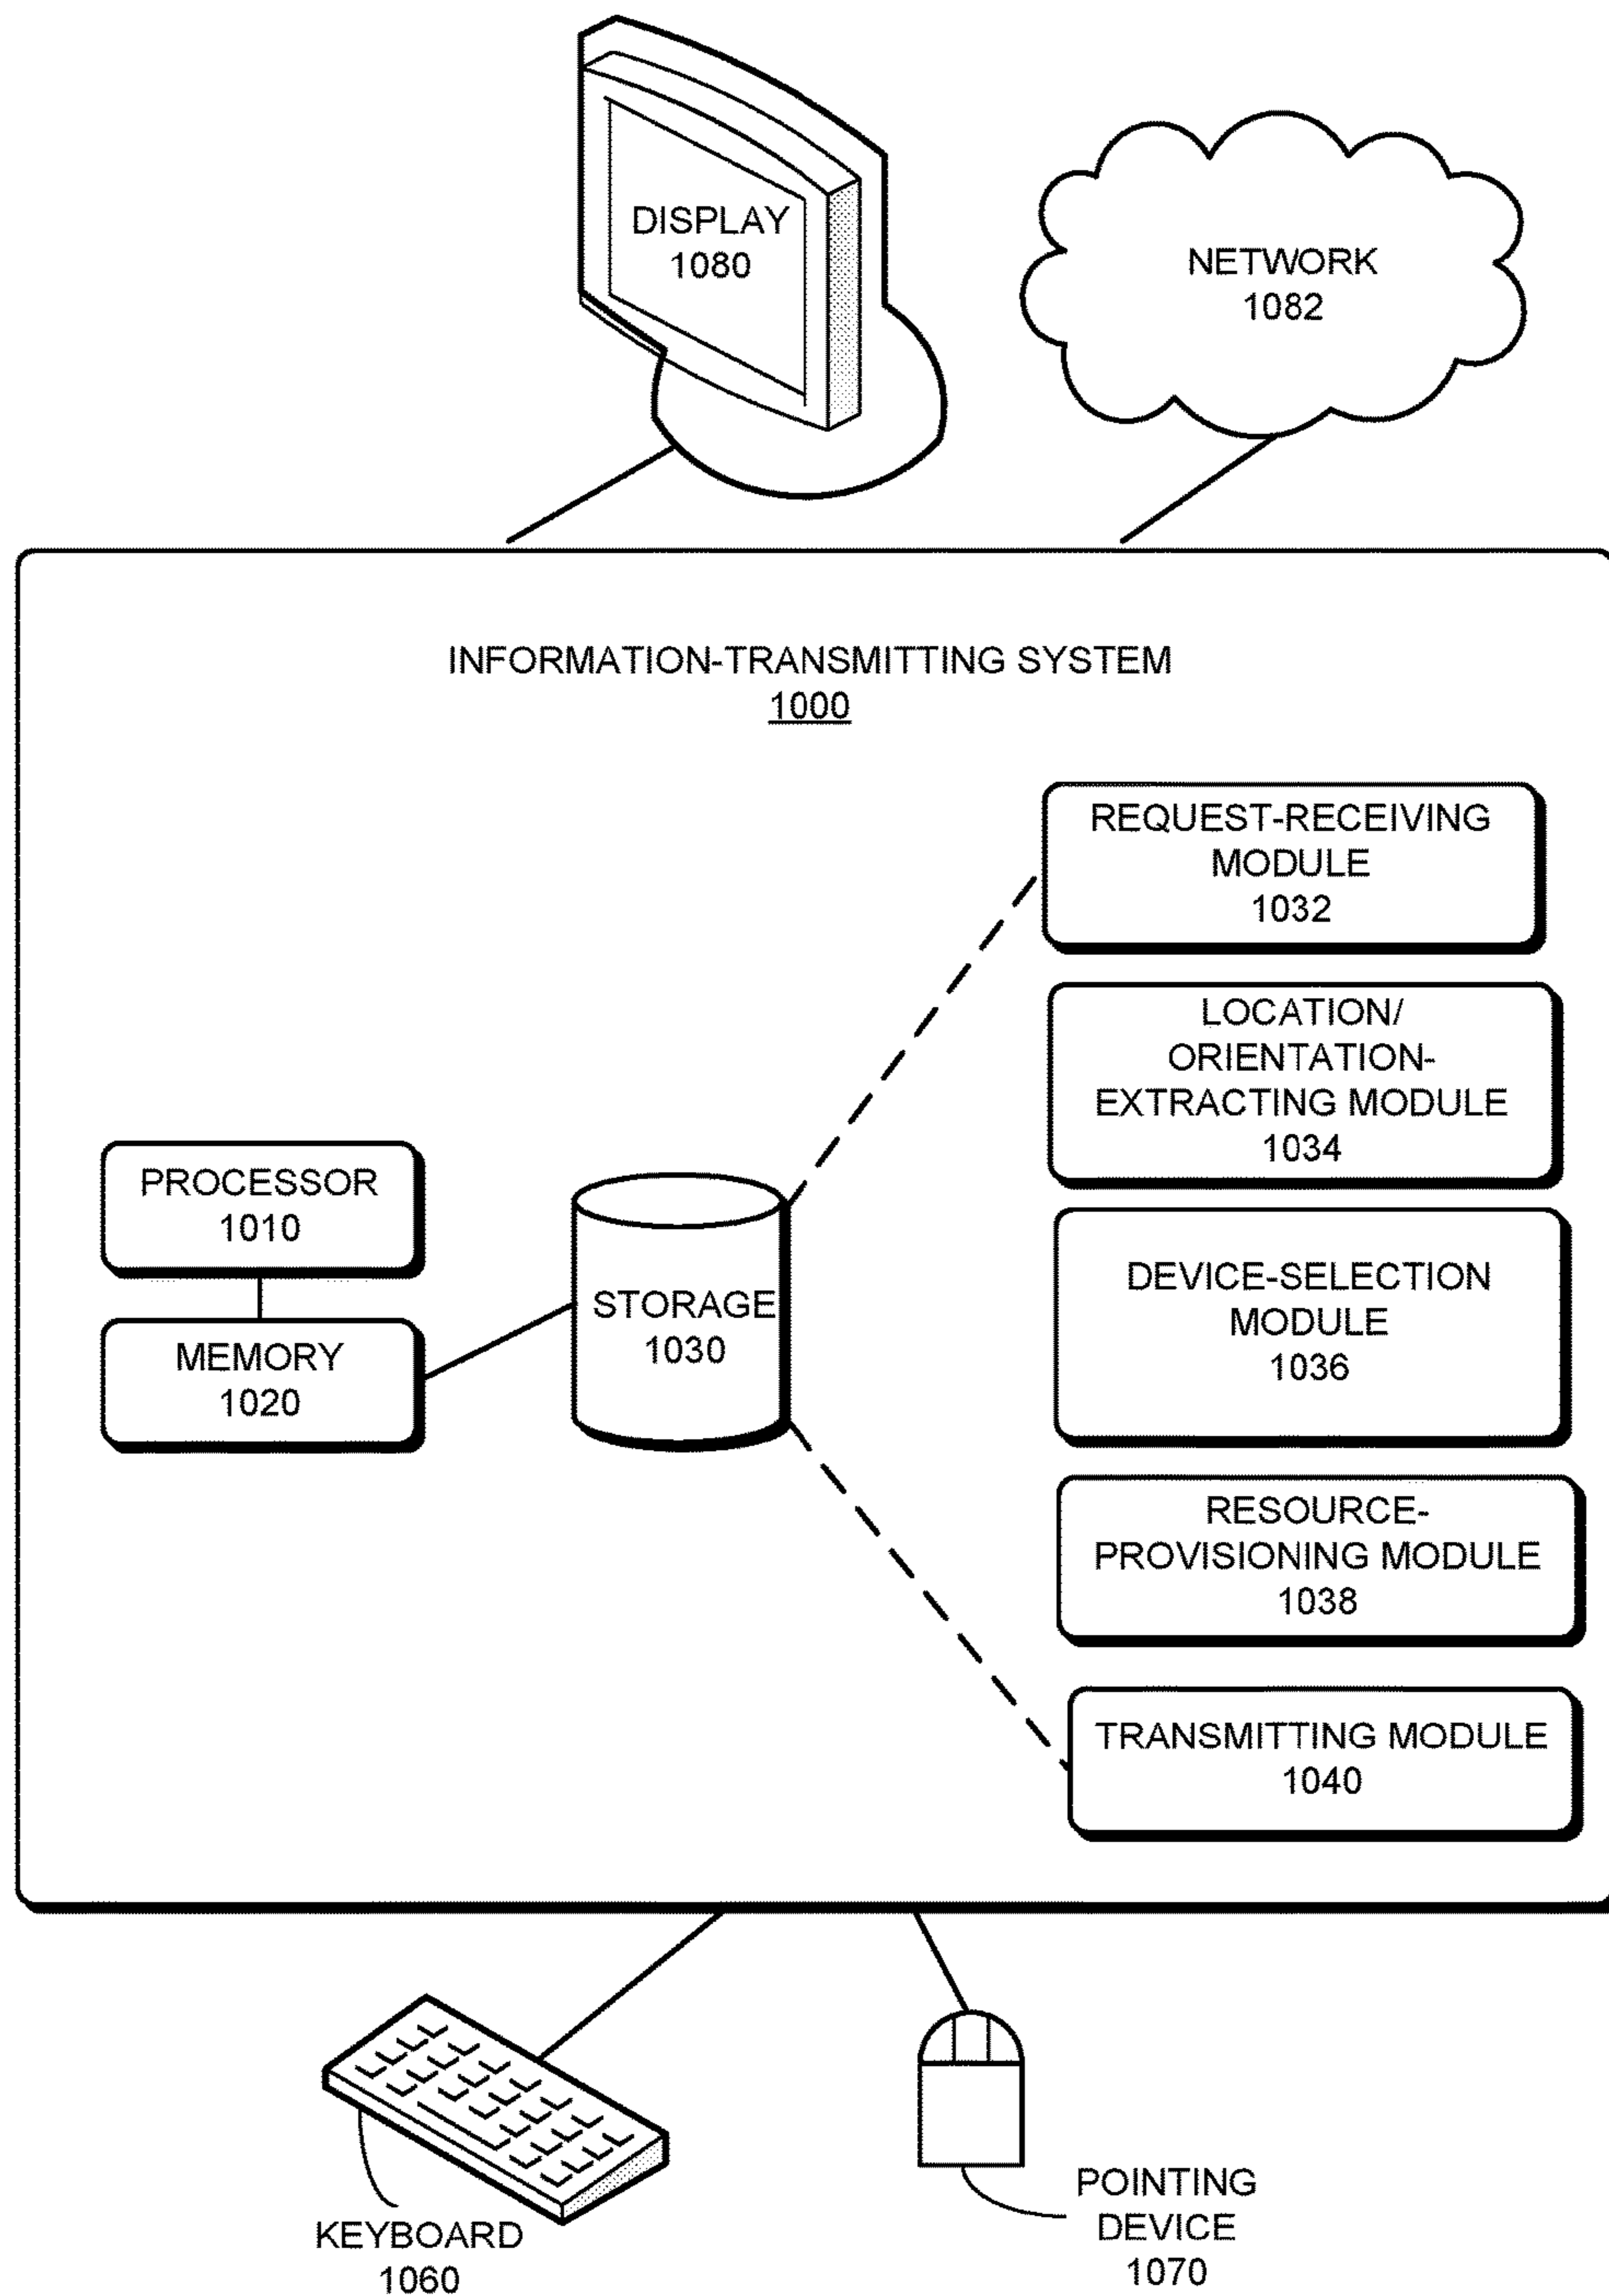 DISPLAY
1080
NETWORK
1082
INFORMATION-TRANSMITTING SYSTEM
1000
REQUEST-RECEIVING
MODULE
1032
LOCATION/
ORIENTATION-
EXTRACTING MODULE
1034
PROCESSOR
1010
MEMORY
1020
STORAGE
1030
DEVICE-SELECTION
MODULE
1036
RESOURCE-
PROVISIONING MODULE
1038
TRANSMITTING MODULE
1040
KEYBOARD
1060
POINTING
DEVICE
1070